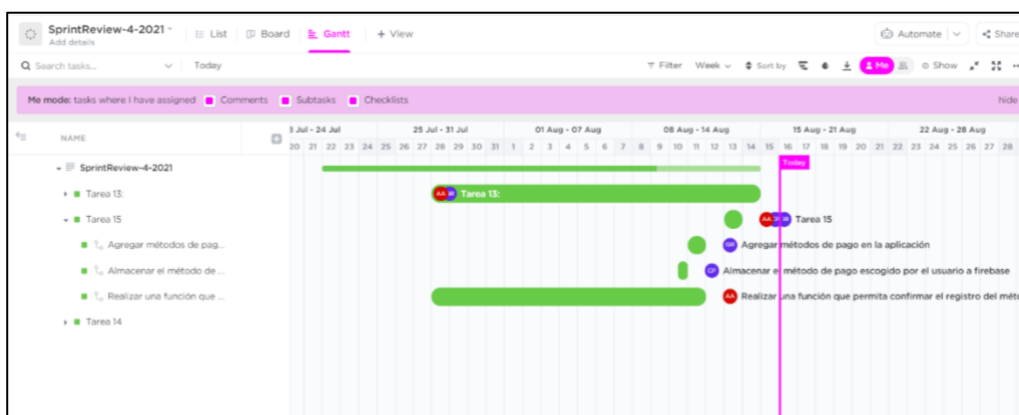 SprintReview-4-2021
Add details
List
Board
Gantt
+ View
Automate
Share
Search tasks...
Today
Filter
Week
Sort by
Me
Show
Me mode: tasks where I have assigned
Comments
Subtasks
Checklists
hide
NAME
Jul - 24 Jul
25 Jul - 31 Jul
01 Aug - 07 Aug
08 Aug - 14 Aug
15 Aug - 21 Aug
22 Aug - 28 Aug
20 21 22 23 24 25 26 27 28 29 30 31 1 2 3 4 5 6 7 8 9 10 11 12 13 14 15 16 17 18 19 20 21 22 23 24 25 26 27 28
Today
SprintReview-4-2021
Tarea 13:
AA
Tarea 13:
Tarea 15
AA
Tarea 15
Agregar métodos de pag...
GR
Agregar métodos de pago en la aplicación
Almacenar el método de ...
CP
Almacenar el método de pago escogido por el usuario a firebase
Realizar una función que ...
AA
Realizar una función que permita confirmar el registro del mét
Tarea 14